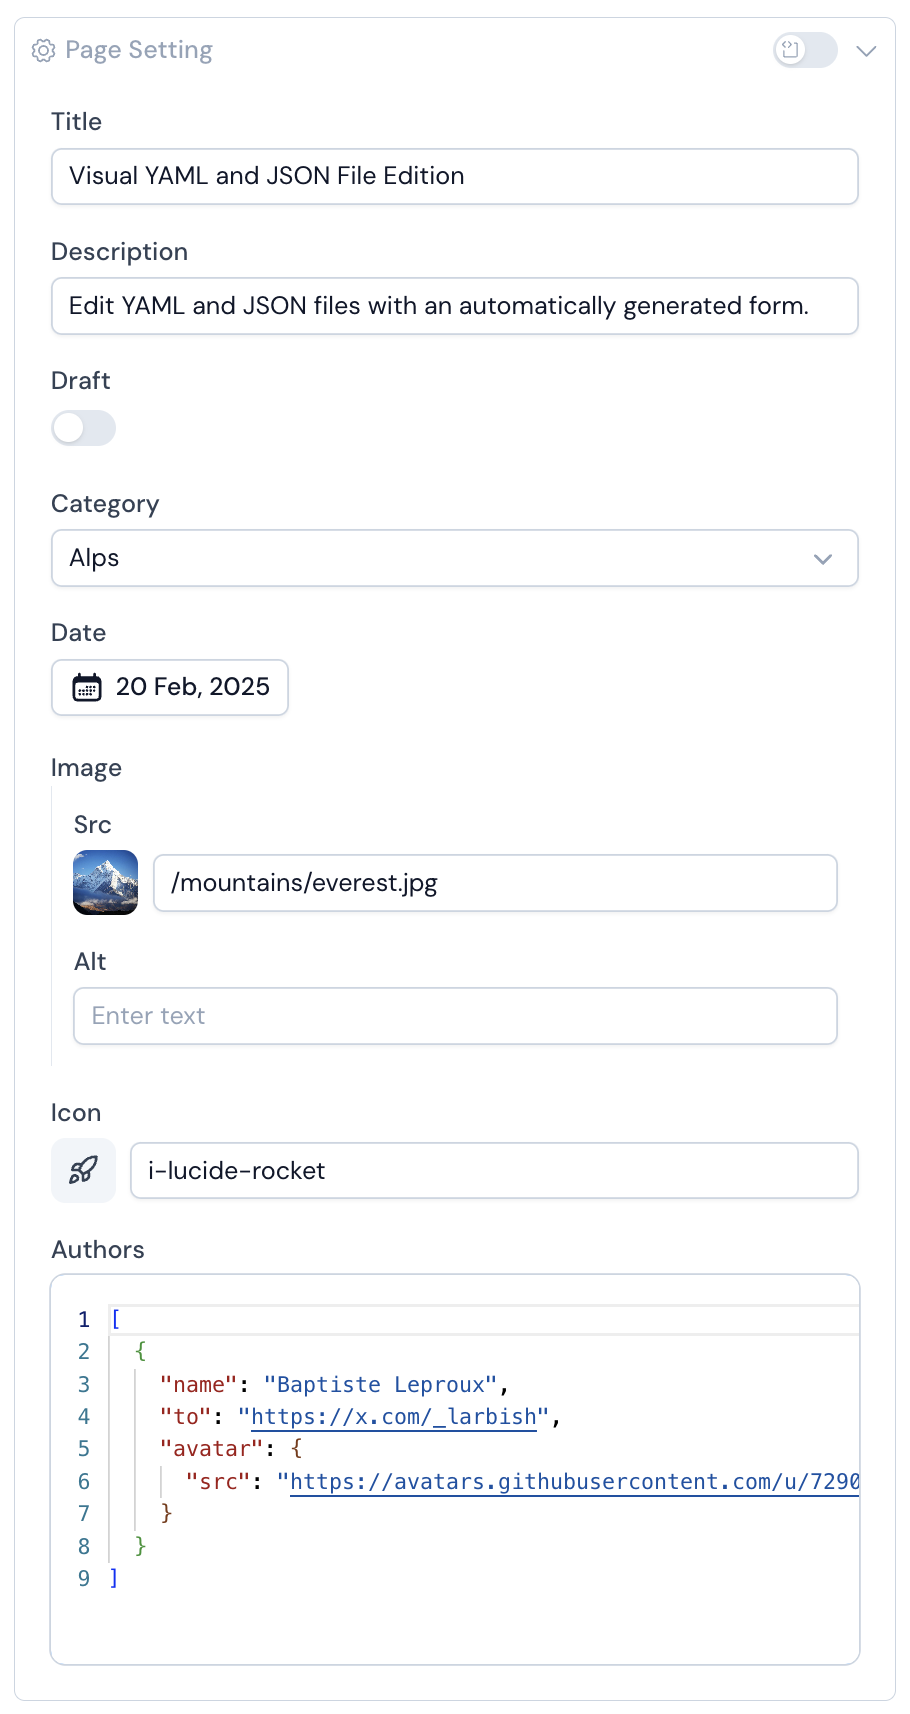 Page Setting
Title
Visual YAML and JSON File Edition
Description
Edit YAML and JSON files with an automatically generated form.
Draft
Category
Alps
Date
20 Feb, 2025
Image
Src
/mountains/everest.jpg
Alt
Enter text
Icon
i-lucide-rocket
Authors
1 [
2 {
3 "name": "Baptiste Leproux",
4 "to": "https://x.com/_larbish",
5 "avatar": {
6 "src": "https://avatars.githubusercontent.com/u/7290
7 }
8 }
9 ]